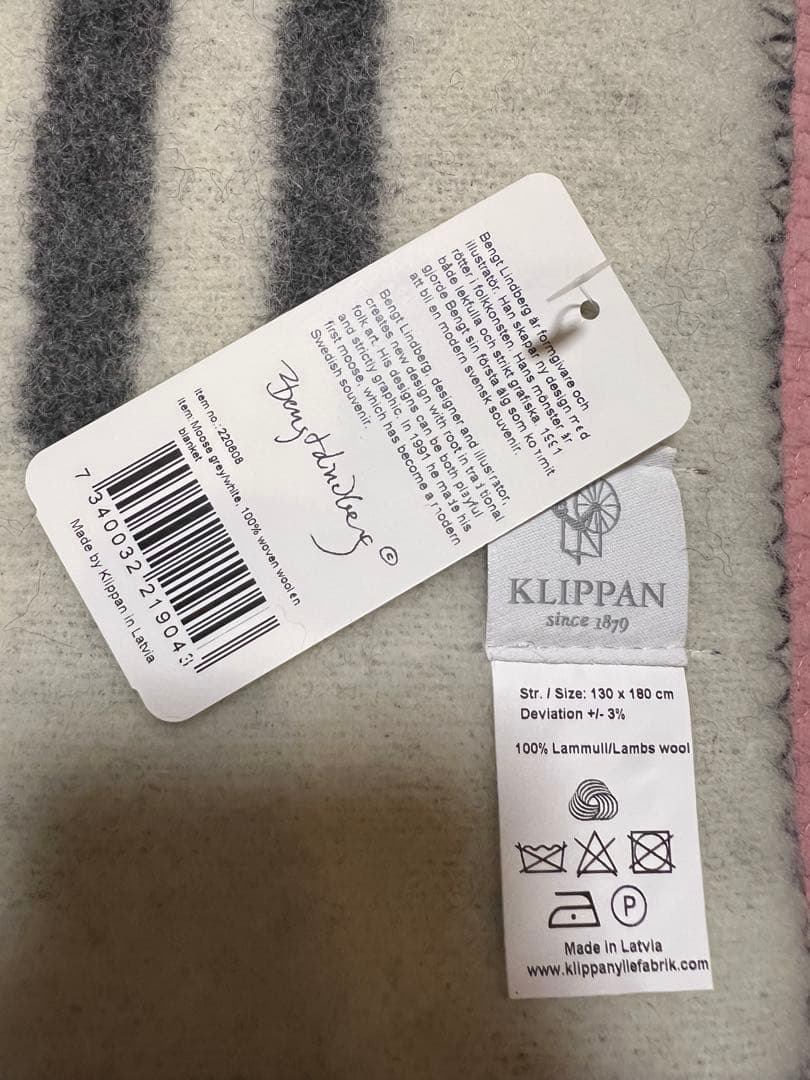 Bengt Lindberg är formgivare och
illustratör. Han skapar ny design med
rötter i folkkonsten. Hans mönster är
både lekfulla och strikt grafiska. 1991
gjorde Bengt sin första älg som kommit
att bli en modern svensk souvenir.
Bengt Lindberg, designer and illustrator,
creates new design with root in traditional
folk art. His designs can be both playful
and strictly graphic. In 1991 he made his
first moose, which has become a modern
Swedish souvenir.
Bengt Lindberg ©
Item no.: 220608
Item: Moose grey/white, 100% woven woolen
blanket
7 340032 219043
Made by Klippan in Latvia
KLIPPAN
since 1879
Str. / Size: 130 x 180 cm
Deviation +/- 3%
100% Lammull/Lambs wool
P
Made in Latvia
www.klippanyllefabrik.com